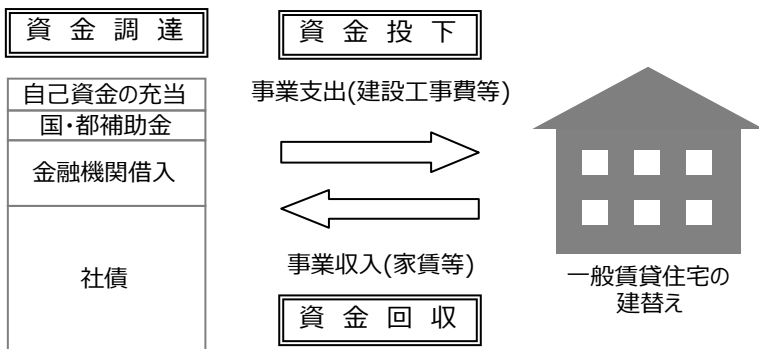 資金調達
資金投下
自己資金の充当
国・都補助金
金融機関借入
社債
事業支出(建設工事費等)
事業収入(家賃等)
資金回収
一般賃貸住宅の
建替え